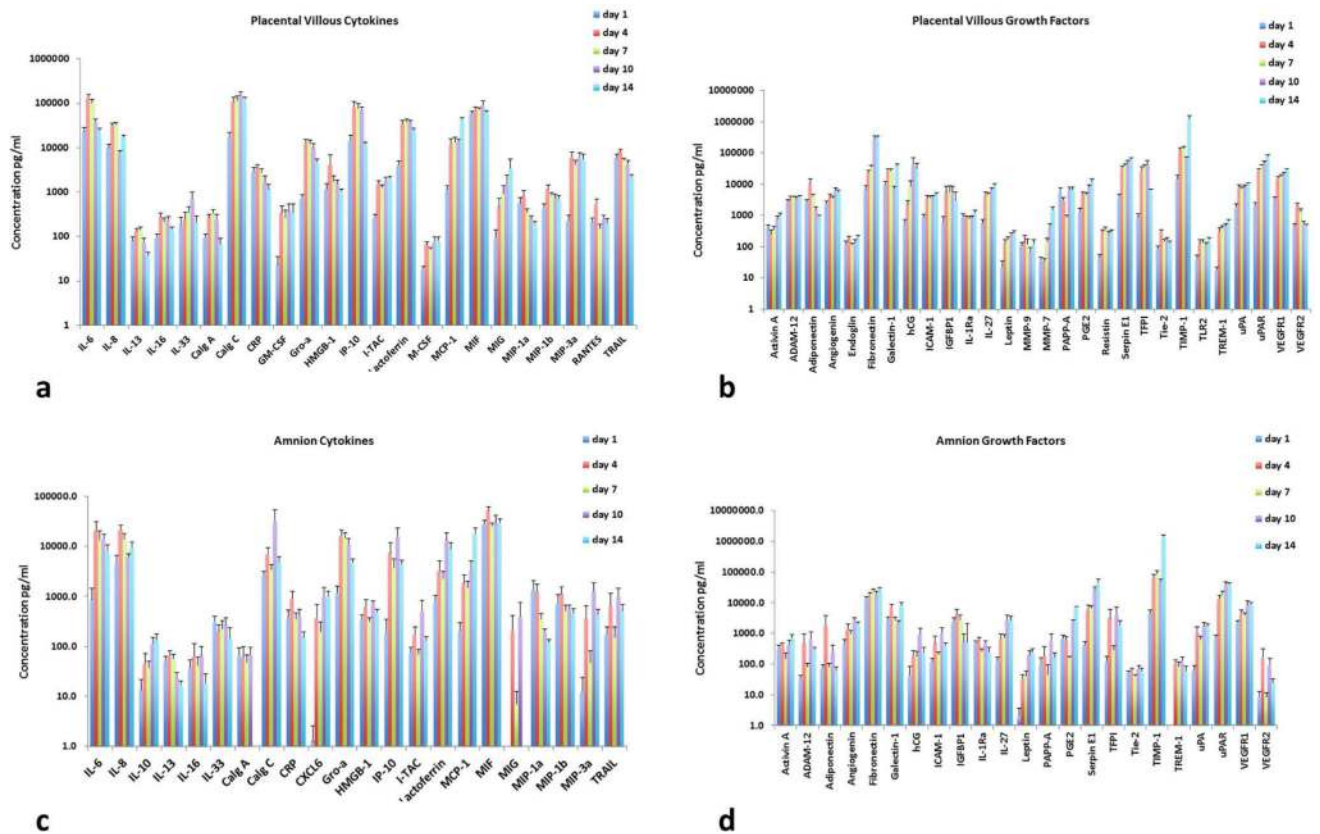 Placental Villous Cytokines
day 1
day 4
day 7
day 10
day 14
Concentration pg/ml
1000000
100000
10000
1000
100
10
1
IL-6
IL-8
IL-13
IL-16
IL-33
Calg A
Calg C
CRP
GM-CSF
Gro-a
HMGB-1
IP-10
I-TAC
Lactoferrin
M-CSF
MCP-1
MIF
MIG
MIP-1a
MIP-1b
MIP-3a
RANTES
TRAIL
a
Placental Villous Growth Factors
day 1
day 4
day 7
day 10
day 14
Concentration pg/ml
10000000
1000000
100000
10000
1000
100
10
1
Activin A
ADAM-12
Adiponectin
Angiogenin
Endoglin
Fibronectin
Galectin-1
hCG
ICAM-1
IGFBP1
IL-1Ra
IL-27
Leptin
MMP-9
MMP-7
PAPP-A
PGE2
Resistin
Serpin E1
TFPI
Tie-2
TIMP-1
TLR2
TREM-1
uPA
uPAR
VEGFR1
VEGFR2
b
Amnion Cytokines
day 1
day 4
day 7
day 10
day 14
Concentration pg/ml
100000.0
10000.0
1000.0
100.0
10.0
1.0
IL-6
IL-8
IL-10
IL-13
IL-16
IL-33
Calg A
Calg C
CRP
CXCL6
Gro-a
HMGB-1
IP-10
I-TAC
Lactoferrin
MCP-1
MIF
MIG
MIP-1a
MIP-1b
MIP-3a
TRAIL
c
Amnion Growth Factors
day 1
day 4
day 7
day 10
day 14
Concentration pg/ml
10000000.0
1000000.0
100000.0
10000.0
1000.0
100.0
10.0
1.0
Activin A
ADAM-12
Adiponectin
Angiogenin
Fibronectin
Galectin-1
hCG
ICAM-1
IGFBP1
IL-1Ra
IL-27
Leptin
PAPP-A
PGE2
Serpin E1
TFPI
Tie-2
TIMP-1
TREM-1
uPA
uPAR
VEGFR1
VEGFR2
d